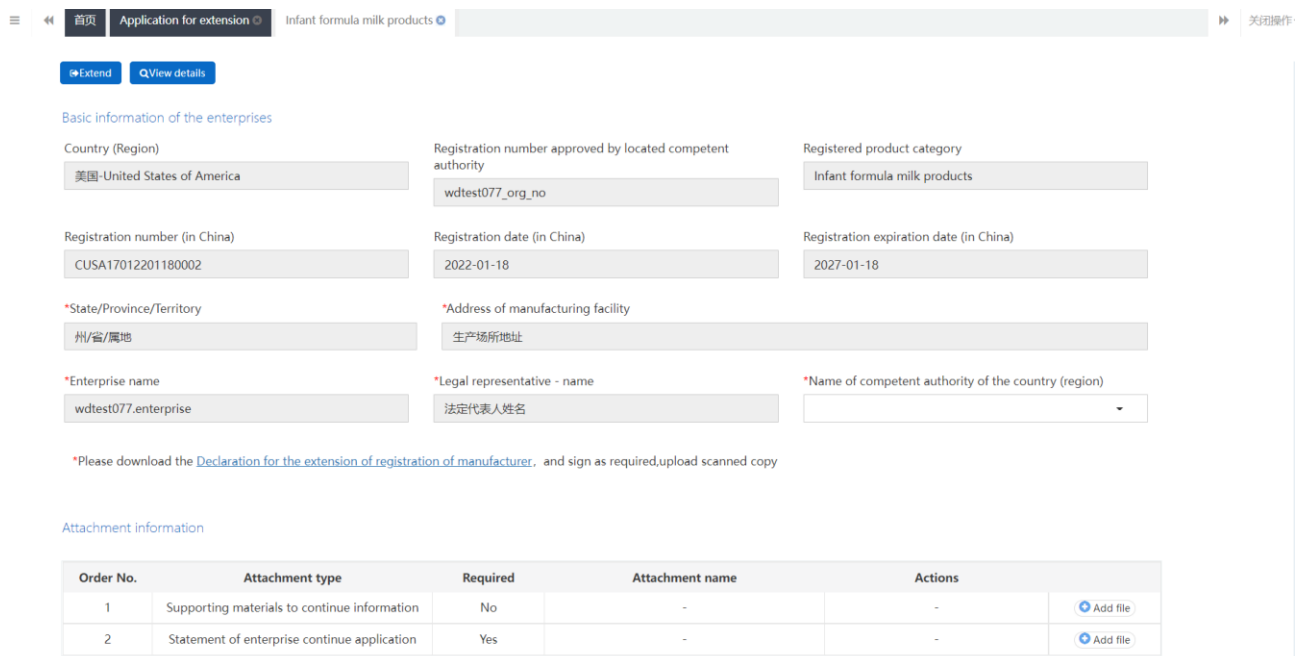 首页 Application for extension Infant formula milk products 关闭操作
Extend View details
Basic information of the enterprises
Country (Region)
美国-United States of America
Registration number approved by located competent
authority
wdtest077_org_no
Registered product category
Infant formula milk products
Registration number (in China)
CUSA17012201180002
Registration date (in China)
2022-01-18
Registration expiration date (in China)
2027-01-18
*State/Province/Territory
州/省/属地
*Address of manufacturing facility
生产场所地址
*Enterprise name
wdtest077.enterprise
*Legal representative - name
法定代表人姓名
*Name of competent authority of the country (region)
*Please download the Declaration for the extension of registration of manufacturer，and sign as required,upload scanned copy
Attachment information
Order No. Attachment type Required Attachment name Actions
1 Supporting materials to continue information No - - Add file
2 Statement of enterprise continue application Yes - - Add file